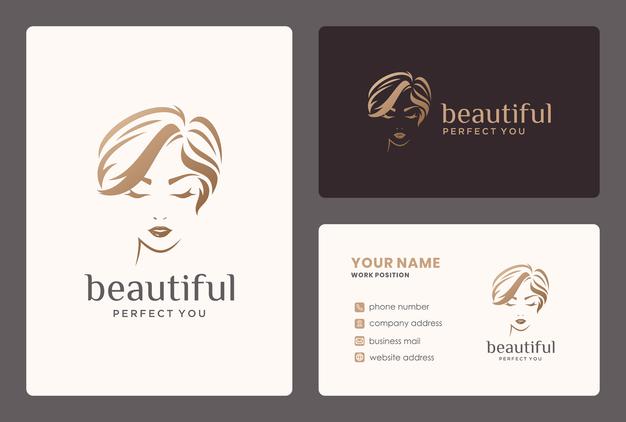 beautiful
PERFECT YOU
beautiful
PERFECT YOU
YOUR NAME
WORK POSITION
phone number
company address
business mail
website address
beautiful
PERFECT YOU